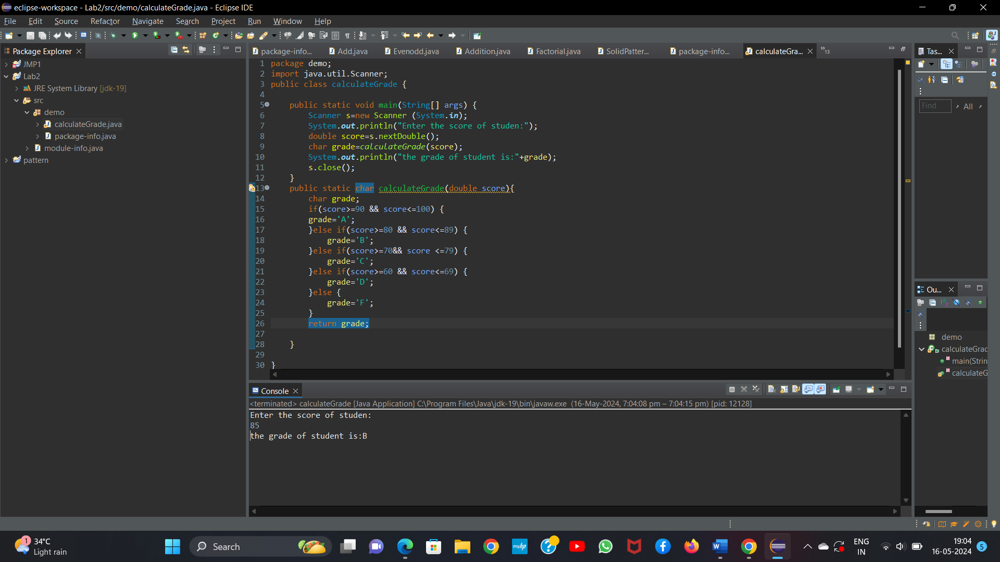 eclipse-workspace - Lab2/src/demo/calculateGrade.java - Eclipse IDE
File Edit Source Refactor Navigate Search Project Run Window Help
Package Explorer
JMP1
Lab2
JRE System Library [jdk-19]
src
demo
calculateGrade.java
package-info.java
module-info.java
pattern
package-info... Add.java Evenodd.java Addition.java Factorial.java SolidPatter... package-info... calculateGra... »13
1 package demo;
2 import java.util.Scanner;
3 public class calculateGrade {
4
5 public static void main(String[] args) {
6 Scanner s=new Scanner (System.in);
7 System.out.println("Enter the score of studen:");
8 double score=s.nextDouble();
9 char grade=calculateGrade(score);
10 System.out.println("the grade of student is:"+grade);
11 s.close();
12 }
13 public static char calculateGrade(double score){
14 char grade;
15 if(score>=90 && score<=100) {
16 grade='A';
17 }else if(score>=80 && score<=89) {
18 grade='B';
19 }else if(score>=70&& score <=79) {
20 grade='C';
21 }else if(score>=60 && score<=69) {
22 grade='D';
23 }else {
24 grade='F';
25 }
26 return grade;
27
28 }
29
30 }
Tas...
Find All
Ou...
demo
calculateGrac
main(Strin
calculateG
Console
<terminated> calculateGrade [Java Application] C:\Program Files\Java\jdk-19\bin\javaw.exe (16-May-2024, 7:04:08 pm – 7:04:15 pm) [pid: 12128]
Enter the score of studen:
85
the grade of student is:B
1
34°C
Light rain
Search
myhp
ENG
IN
19:04
16-05-2024
5